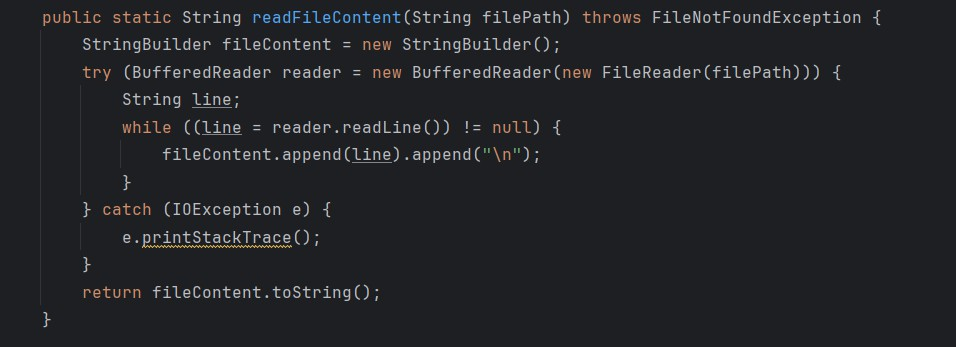 public static String readFileContent(String filePath) throws FileNotFoundException {
    StringBuilder fileContent = new StringBuilder();
    try (BufferedReader reader = new BufferedReader(new FileReader(filePath))) {
        String line;
        while ((line = reader.readLine()) != null) {
            fileContent.append(line).append("\n");
        }
    } catch (IOException e) {
        e.printStackTrace();
    }
    return fileContent.toString();
}